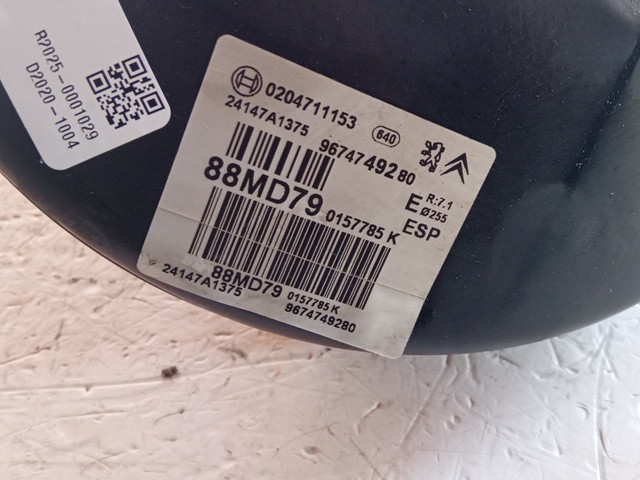 R2025-0001029
D2020-1004
0204711153
24147A1375
840
9674749280
88MD79
0157785 K
E
R:7.1
Ø255
ESP
88MD79
24147A1375
0157785 K
9674749280